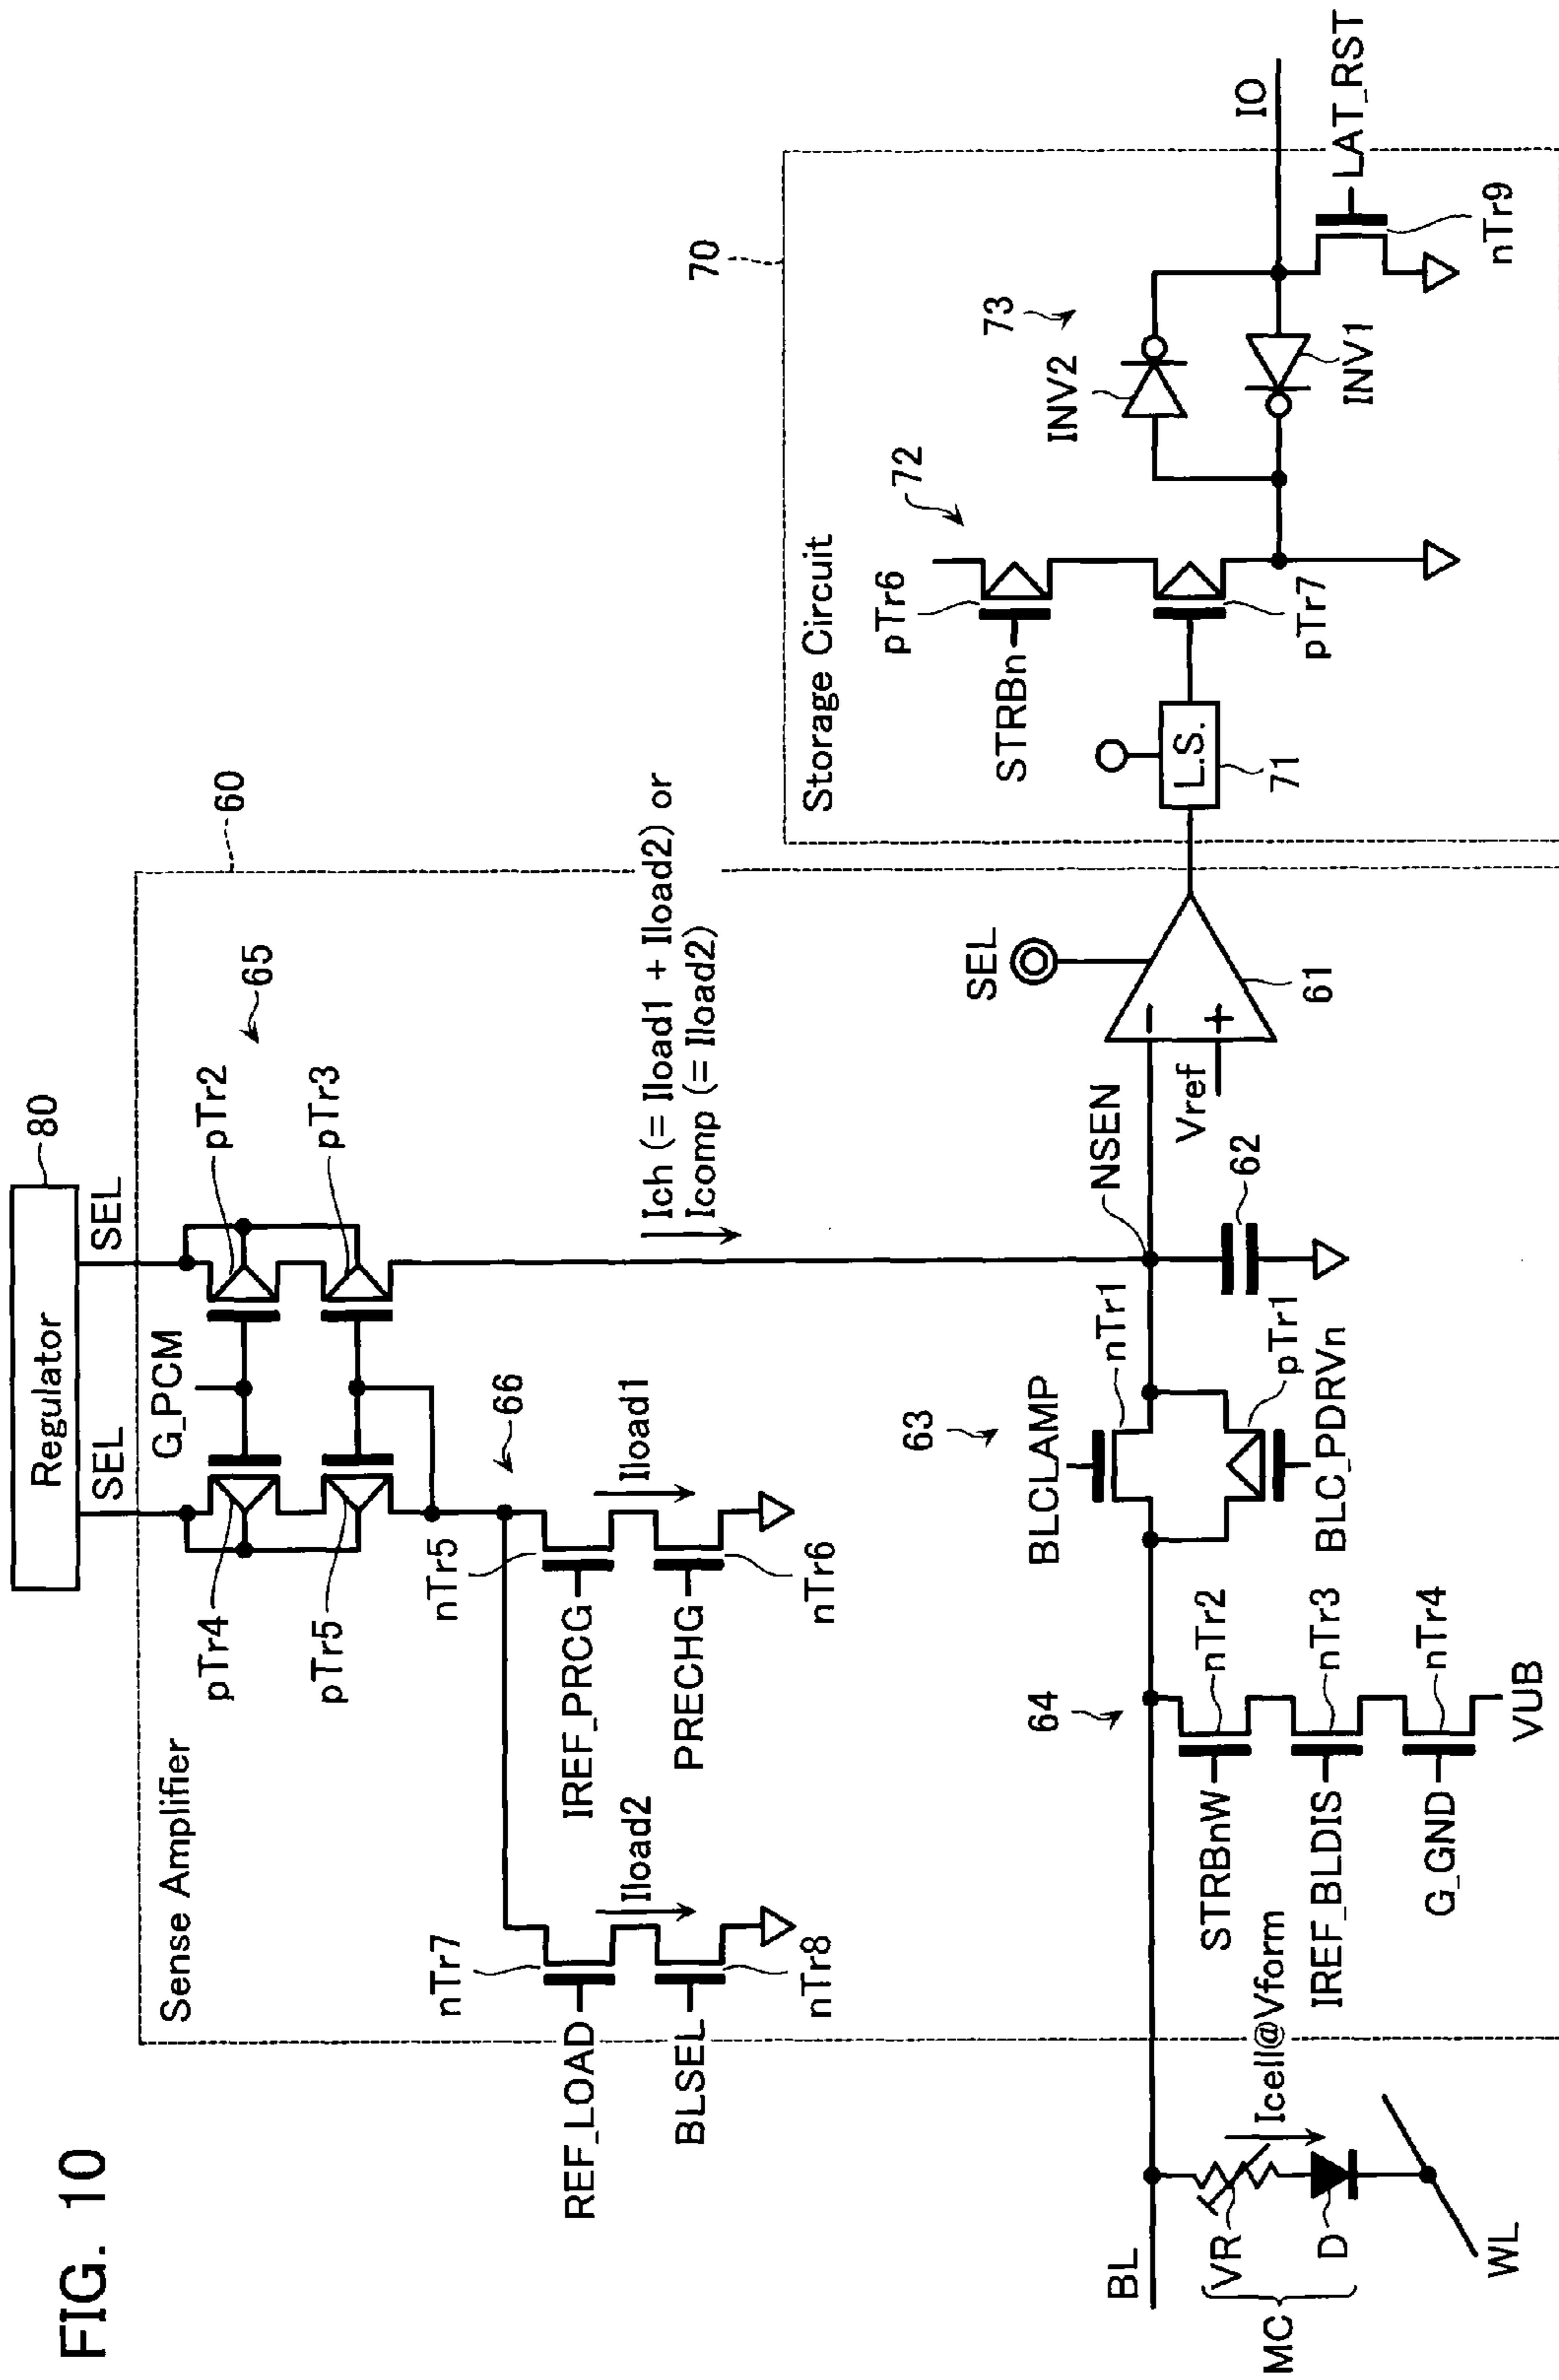 FIG. 10
Regulator
80
SEL
SEL
Sense Amplifier
60
G_PCM
pTr4
pTr2
65
pTr5
pTr3
66
nTr7
nTr5
REF_LOAD
Iload2
IREF_PRCG
Iload1
BLSEL
PRECHG
nTr8
nTr6
Ich (= Iload1 + Iload2) or
Icomp (= Iload2)
Storage Circuit
70
pTr6
72
STRBn
INV2
73
IO
L.S.
71
pTr7
INV1
LAT_RST
nTr9
SEL
63
BLCLAMP
nTr1
NSEN
Vref
61
62
BL
64
pTr1
BLC_PDRVn
VR
Icell@Vform
STRBnW
nTr2
MC
D
IREF_BLDIS
nTr3
G_GND
nTr4
WL
VUB